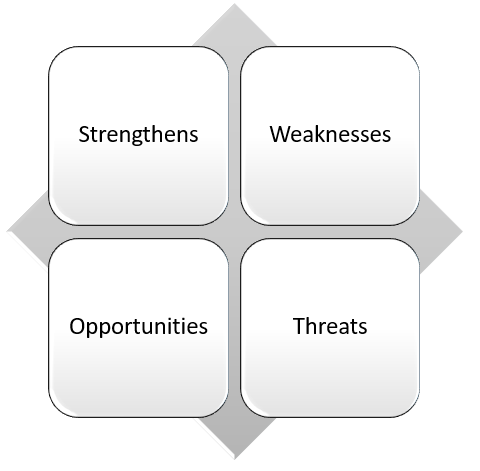 Strengthens
Weaknesses
Opportunities
Threats